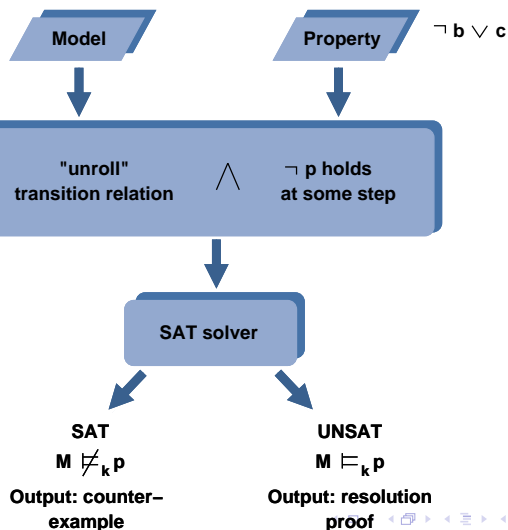 Model
Property
¬ b ∨ c
"unroll"
transition relation
∧
¬ p holds
at some step
SAT solver
SAT
M ⊭ₖ p
Output: counter–
example
UNSAT
M ⊨ₖ p
Output: resolution
proof